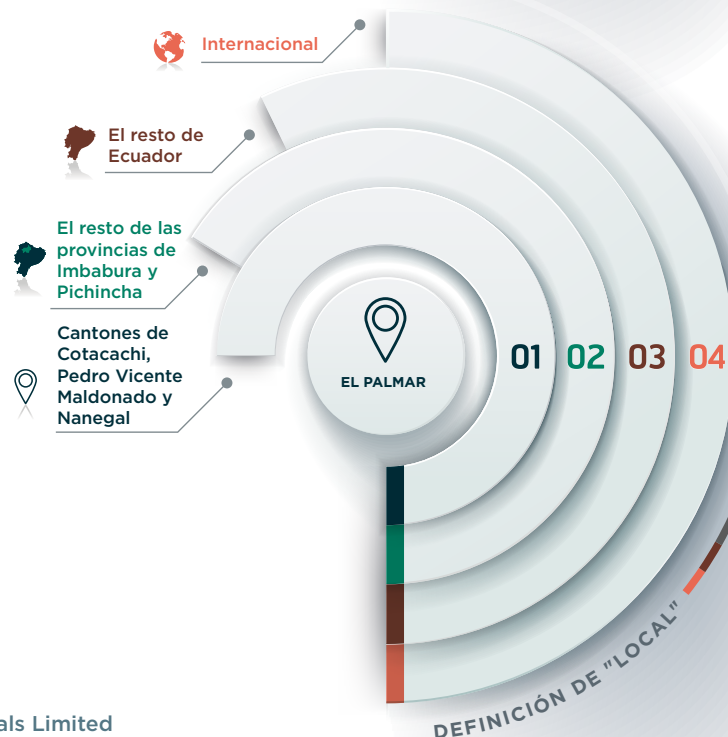 Internacional
El resto de
Ecuador
El resto de las
provincias de
Imbabura y
Pichincha
Cantones de
Cotacachi,
Pedro Vicente
Maldonado y
Nanegal
EL PALMAR
01 02 03 04
DEFINICIÓN DE "LOCAL"
als Limited